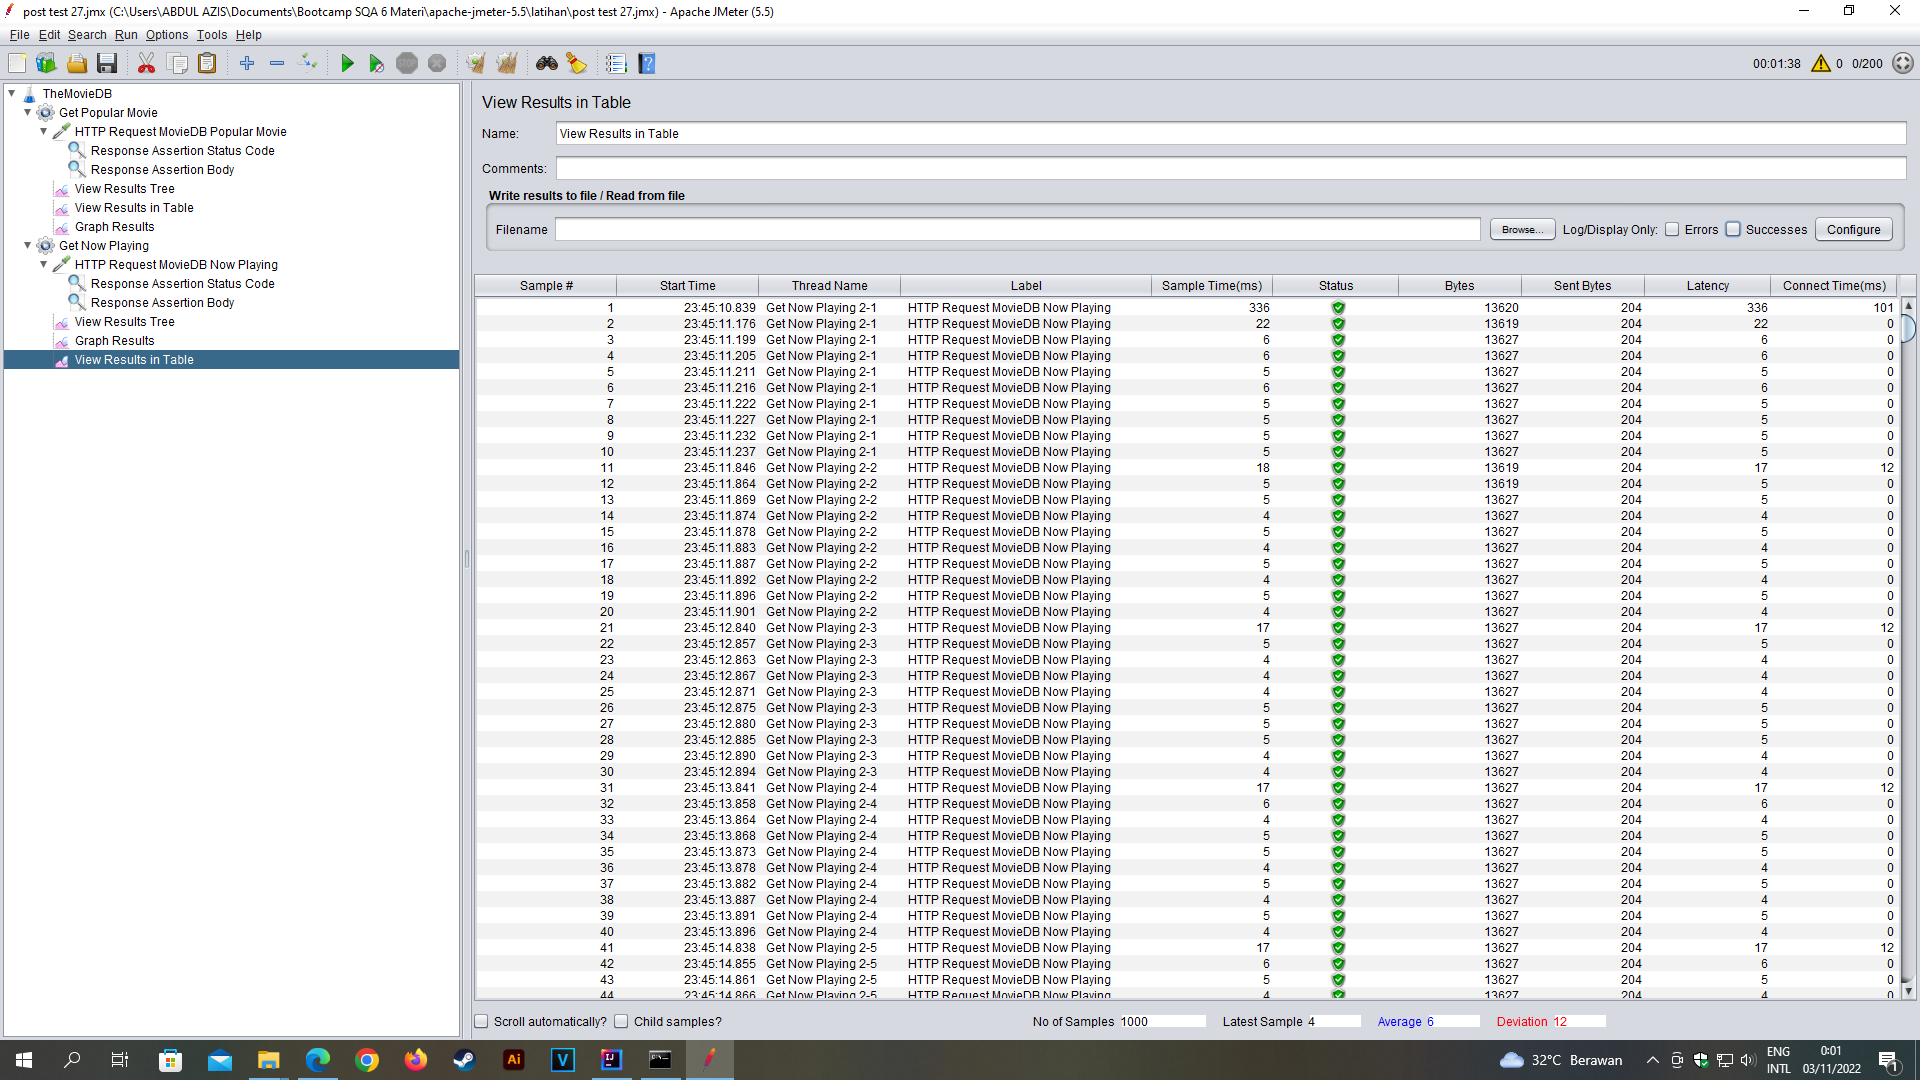 post test 27.jmx (C:\Users\ABDUL AZIS\Documents\Bootcamp SQA 6 Materi\apache-jmeter-5.5\latihan\post test 27.jmx) - Apache JMeter (5.5)
File Edit Search Run Options Tools Help
00:01:38 0 0/200
TheMovieDB
Get Popular Movie
HTTP Request MovieDB Popular Movie
Response Assertion Status Code
Response Assertion Body
View Results Tree
View Results in Table
Graph Results
Get Now Playing
HTTP Request MovieDB Now Playing
Response Assertion Status Code
Response Assertion Body
View Results Tree
Graph Results
View Results in Table
View Results in Table
Name: View Results in Table
Comments:
Write results to file / Read from file
Filename Browse... Log/Display Only: Errors Successes Configure
Sample # Start Time Thread Name Label Sample Time(ms) Status Bytes Sent Bytes Latency Connect Time(ms)
1 23:45:10.839 Get Now Playing 2-1 HTTP Request MovieDB Now Playing 336 13620 204 336 101
2 23:45:11.176 Get Now Playing 2-1 HTTP Request MovieDB Now Playing 22 13619 204 22 0
3 23:45:11.199 Get Now Playing 2-1 HTTP Request MovieDB Now Playing 6 13627 204 6 0
4 23:45:11.205 Get Now Playing 2-1 HTTP Request MovieDB Now Playing 6 13627 204 6 0
5 23:45:11.211 Get Now Playing 2-1 HTTP Request MovieDB Now Playing 5 13627 204 5 0
6 23:45:11.216 Get Now Playing 2-1 HTTP Request MovieDB Now Playing 6 13627 204 6 0
7 23:45:11.222 Get Now Playing 2-1 HTTP Request MovieDB Now Playing 5 13627 204 5 0
8 23:45:11.227 Get Now Playing 2-1 HTTP Request MovieDB Now Playing 5 13627 204 5 0
9 23:45:11.232 Get Now Playing 2-1 HTTP Request MovieDB Now Playing 5 13627 204 5 0
10 23:45:11.237 Get Now Playing 2-1 HTTP Request MovieDB Now Playing 5 13627 204 5 0
11 23:45:11.846 Get Now Playing 2-2 HTTP Request MovieDB Now Playing 18 13619 204 17 12
12 23:45:11.864 Get Now Playing 2-2 HTTP Request MovieDB Now Playing 5 13619 204 5 0
13 23:45:11.869 Get Now Playing 2-2 HTTP Request MovieDB Now Playing 5 13627 204 5 0
14 23:45:11.874 Get Now Playing 2-2 HTTP Request MovieDB Now Playing 4 13627 204 4 0
15 23:45:11.878 Get Now Playing 2-2 HTTP Request MovieDB Now Playing 5 13627 204 5 0
16 23:45:11.883 Get Now Playing 2-2 HTTP Request MovieDB Now Playing 4 13627 204 4 0
17 23:45:11.887 Get Now Playing 2-2 HTTP Request MovieDB Now Playing 5 13627 204 5 0
18 23:45:11.892 Get Now Playing 2-2 HTTP Request MovieDB Now Playing 4 13627 204 4 0
19 23:45:11.896 Get Now Playing 2-2 HTTP Request MovieDB Now Playing 5 13627 204 5 0
20 23:45:11.901 Get Now Playing 2-2 HTTP Request MovieDB Now Playing 4 13627 204 4 0
21 23:45:12.840 Get Now Playing 2-3 HTTP Request MovieDB Now Playing 17 13627 204 17 12
22 23:45:12.857 Get Now Playing 2-3 HTTP Request MovieDB Now Playing 5 13627 204 5 0
23 23:45:12.863 Get Now Playing 2-3 HTTP Request MovieDB Now Playing 4 13627 204 4 0
24 23:45:12.867 Get Now Playing 2-3 HTTP Request MovieDB Now Playing 4 13627 204 4 0
25 23:45:12.871 Get Now Playing 2-3 HTTP Request MovieDB Now Playing 4 13627 204 4 0
26 23:45:12.875 Get Now Playing 2-3 HTTP Request MovieDB Now Playing 5 13627 204 5 0
27 23:45:12.880 Get Now Playing 2-3 HTTP Request MovieDB Now Playing 5 13627 204 5 0
28 23:45:12.885 Get Now Playing 2-3 HTTP Request MovieDB Now Playing 5 13627 204 5 0
29 23:45:12.890 Get Now Playing 2-3 HTTP Request MovieDB Now Playing 4 13627 204 4 0
30 23:45:12.894 Get Now Playing 2-3 HTTP Request MovieDB Now Playing 4 13627 204 4 0
31 23:45:13.841 Get Now Playing 2-4 HTTP Request MovieDB Now Playing 17 13627 204 17 12
32 23:45:13.858 Get Now Playing 2-4 HTTP Request MovieDB Now Playing 6 13627 204 6 0
33 23:45:13.864 Get Now Playing 2-4 HTTP Request MovieDB Now Playing 4 13627 204 4 0
34 23:45:13.868 Get Now Playing 2-4 HTTP Request MovieDB Now Playing 5 13627 204 5 0
35 23:45:13.873 Get Now Playing 2-4 HTTP Request MovieDB Now Playing 5 13627 204 5 0
36 23:45:13.878 Get Now Playing 2-4 HTTP Request MovieDB Now Playing 4 13627 204 4 0
37 23:45:13.882 Get Now Playing 2-4 HTTP Request MovieDB Now Playing 5 13627 204 5 0
38 23:45:13.887 Get Now Playing 2-4 HTTP Request MovieDB Now Playing 4 13627 204 4 0
39 23:45:13.891 Get Now Playing 2-4 HTTP Request MovieDB Now Playing 5 13627 204 5 0
40 23:45:13.896 Get Now Playing 2-4 HTTP Request MovieDB Now Playing 4 13627 204 4 0
41 23:45:14.838 Get Now Playing 2-5 HTTP Request MovieDB Now Playing 17 13627 204 17 12
42 23:45:14.855 Get Now Playing 2-5 HTTP Request MovieDB Now Playing 6 13627 204 6 0
43 23:45:14.861 Get Now Playing 2-5 HTTP Request MovieDB Now Playing 5 13627 204 5 0
44 23:45:14.866 Get Now Playing 2-5 HTTP Request MovieDB Now Playing 4 13627 204 4 0
Scroll automatically? Child samples? No of Samples 1000 Latest Sample 4 Average 6 Deviation 12
Ai V IJ
32°C Berawan ENG INTL 0:01 03/11/2022 1